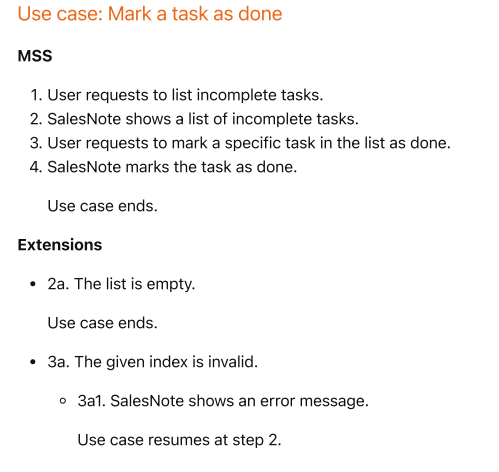 Use case: Mark a task as done
MSS
1. User requests to list incomplete tasks.
2. SalesNote shows a list of incomplete tasks.
3. User requests to mark a specific task in the list as done.
4. SalesNote marks the task as done.
Use case ends.
Extensions
• 2a. The list is empty.
Use case ends.
• 3a. The given index is invalid.
◦ 3a1. SalesNote shows an error message.
Use case resumes at step 2.